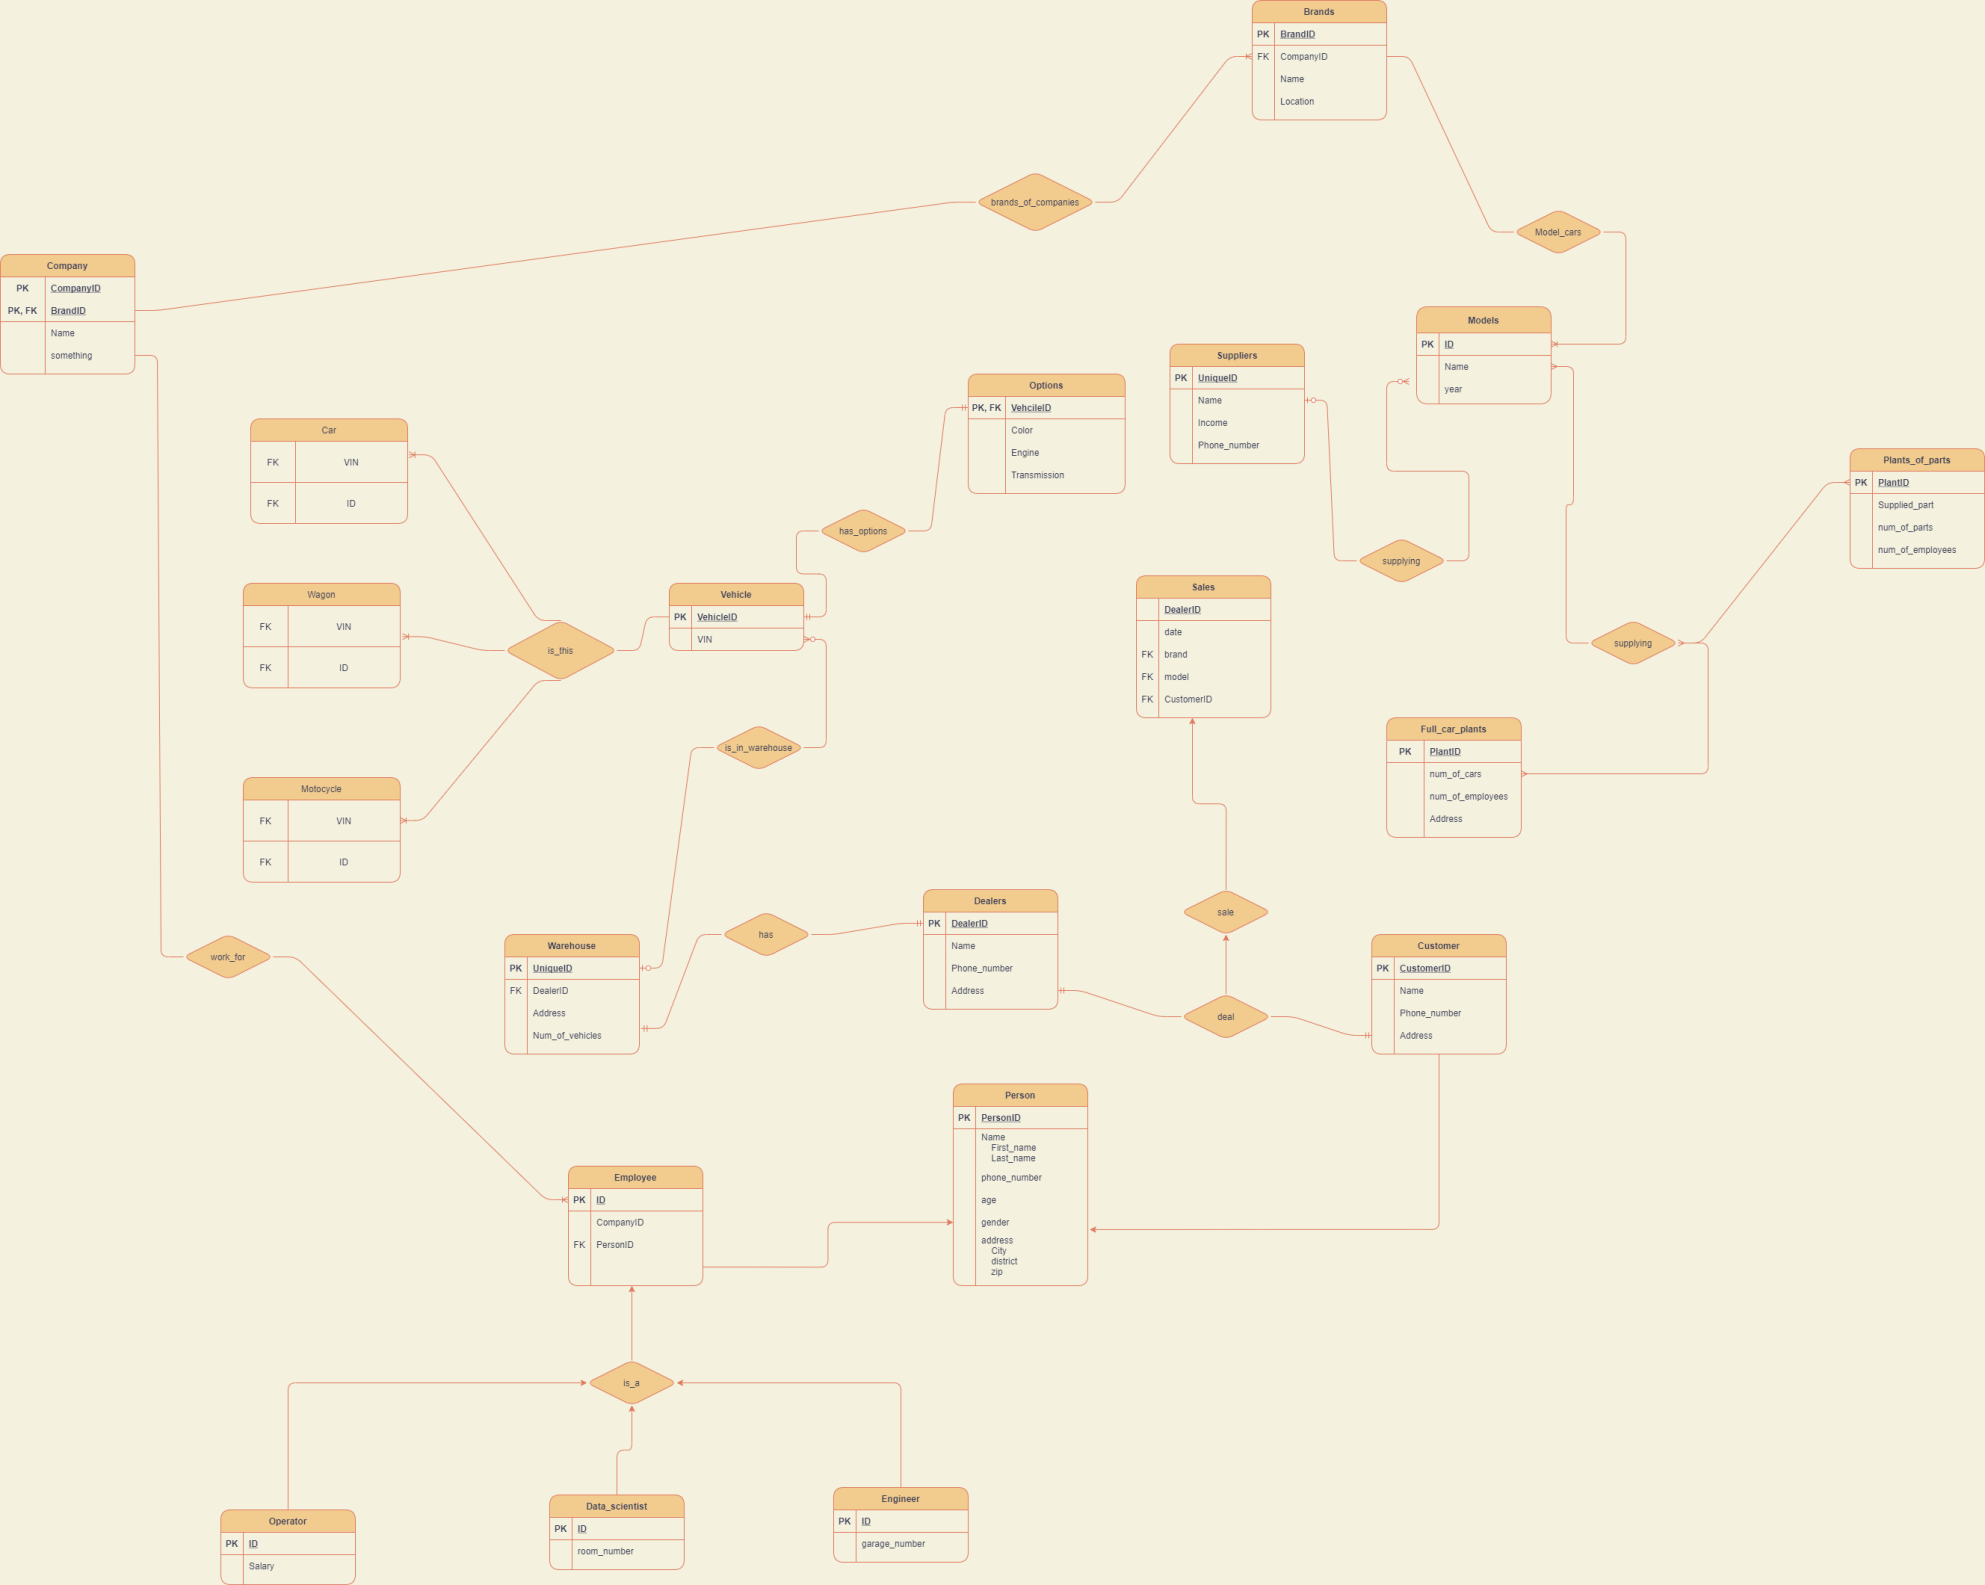 Brands
PK BrandID
FK CompanyID
Name
Location
brands_of_companies
Model_cars
Company
PK CompanyID
PK, FK BrandID
Name
something
Models
PK ID
Name
year
Suppliers
PK UniqueID
Name
Income
Phone_number
Options
PK, FK VehcileID
Color
Engine
Transmission
Car
FK VIN
FK ID
Plants_of_parts
PK PlantID
Supplied_part
num_of_parts
num_of_employees
has_options
supplying
Wagon
FK VIN
FK ID
is_this
Vehicle
PK VehicleID
VIN
Sales
DealerID
date
FK brand
FK model
FK CustomerID
supplying
is_in_warehouse
Full_car_plants
PK PlantID
num_of_cars
num_of_employees
Address
Motocycle
FK VIN
FK ID
Dealers
PK DealerID
Name
Phone_number
Address
sale
has
work_for
Warehouse
PK UniqueID
FK DealerID
Address
Num_of_vehicles
deal
Customer
PK CustomerID
Name
Phone_number
Address
Person
PK PersonID
Name
First_name
Last_name
phone_number
age
gender
address
City
district
zip
Employee
PK ID
CompanyID
FK PersonID
is_a
Operator
PK ID
Salary
Data_scientist
PK ID
room_number
Engineer
PK ID
garage_number